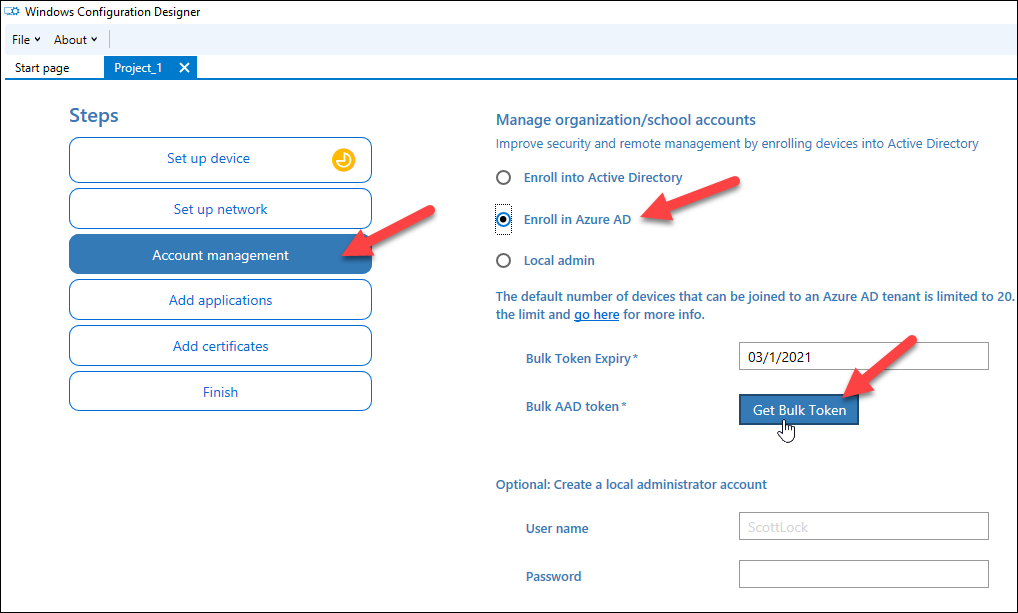 Windows Configuration Designer
File About
Start page Project_1
Steps
Set up device
Set up network
Account management
Add applications
Add certificates
Finish
Manage organization/school accounts
Improve security and remote management by enrolling devices into Active Directory
Enroll into Active Directory
Enroll in Azure AD
Local admin
The default number of devices that can be joined to an Azure AD tenant is limited to 20.
the limit and go here for more info.
Bulk Token Expiry* 03/1/2021
Bulk AAD token* Get Bulk Token
Optional: Create a local administrator account
User name ScottLock
Password